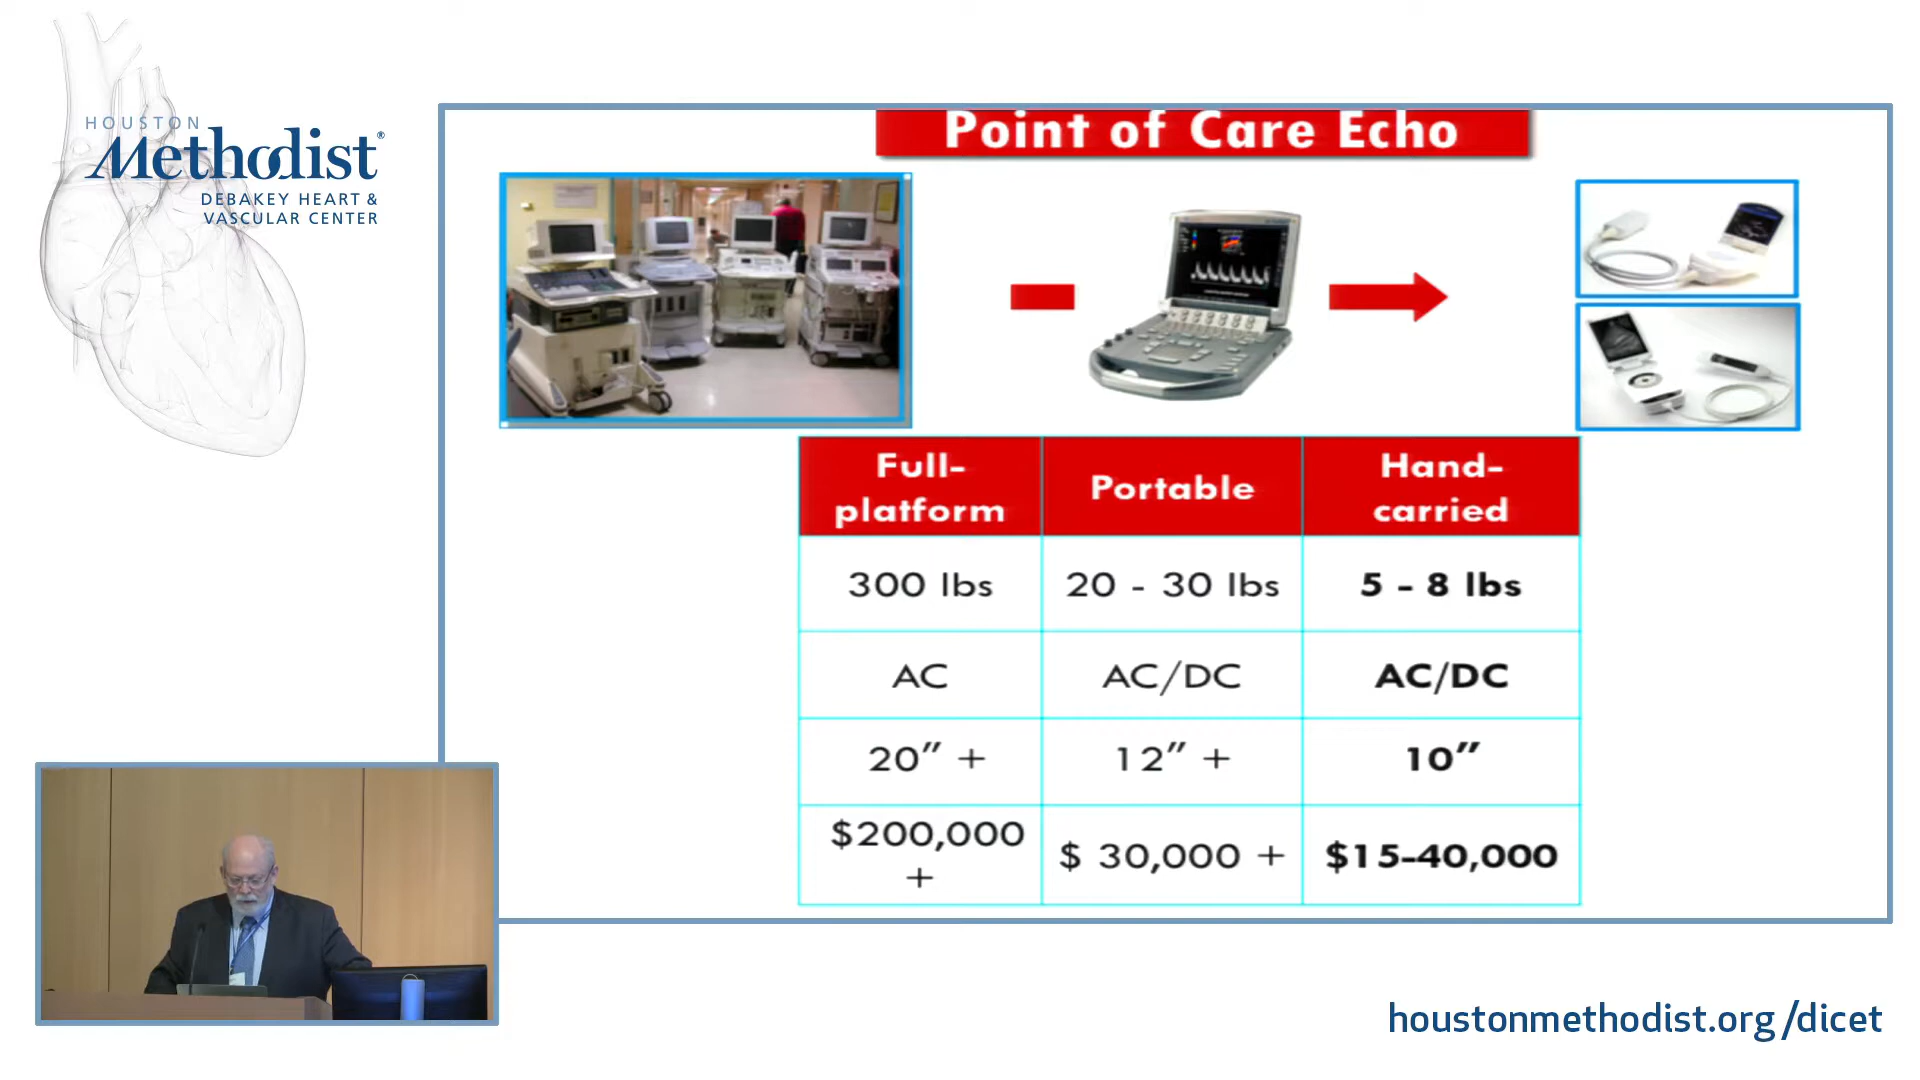 HOUSTON
Methodist®
DEBAKEY HEART &
VASCULAR CENTER
Point of Care Echo
Full-
platform
Portable
Hand-
carried
300 lbs
20 - 30 lbs
5 - 8 lbs
AC
AC/DC
AC/DC
20″ +
12″ +
10″
$200,000
+
$ 30,000 +
$15-40,000
houstonmethodist.org/dicet